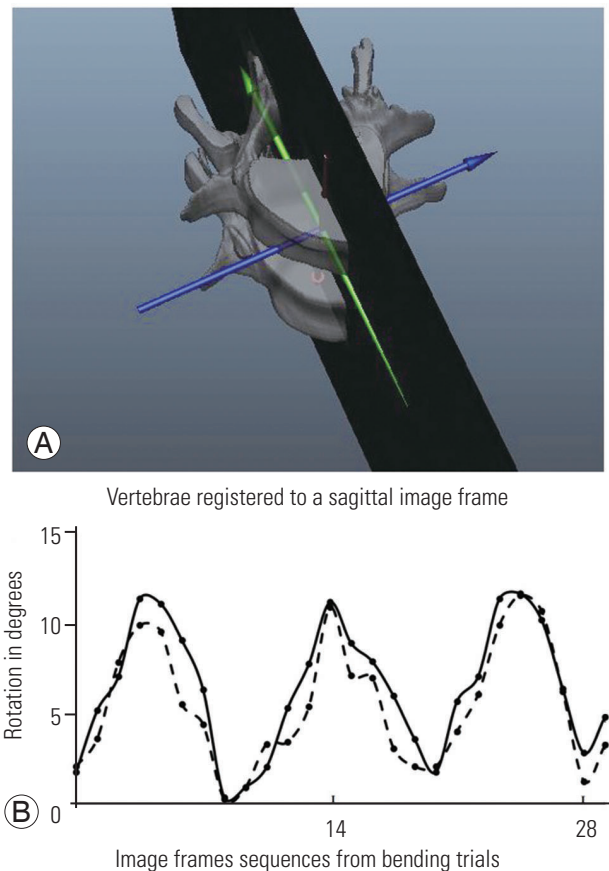 A
Vertebrae registered to a sagittal image frame
15
10
5
0
Rotation in degrees
B
14
28
Image frames sequences from bending trials